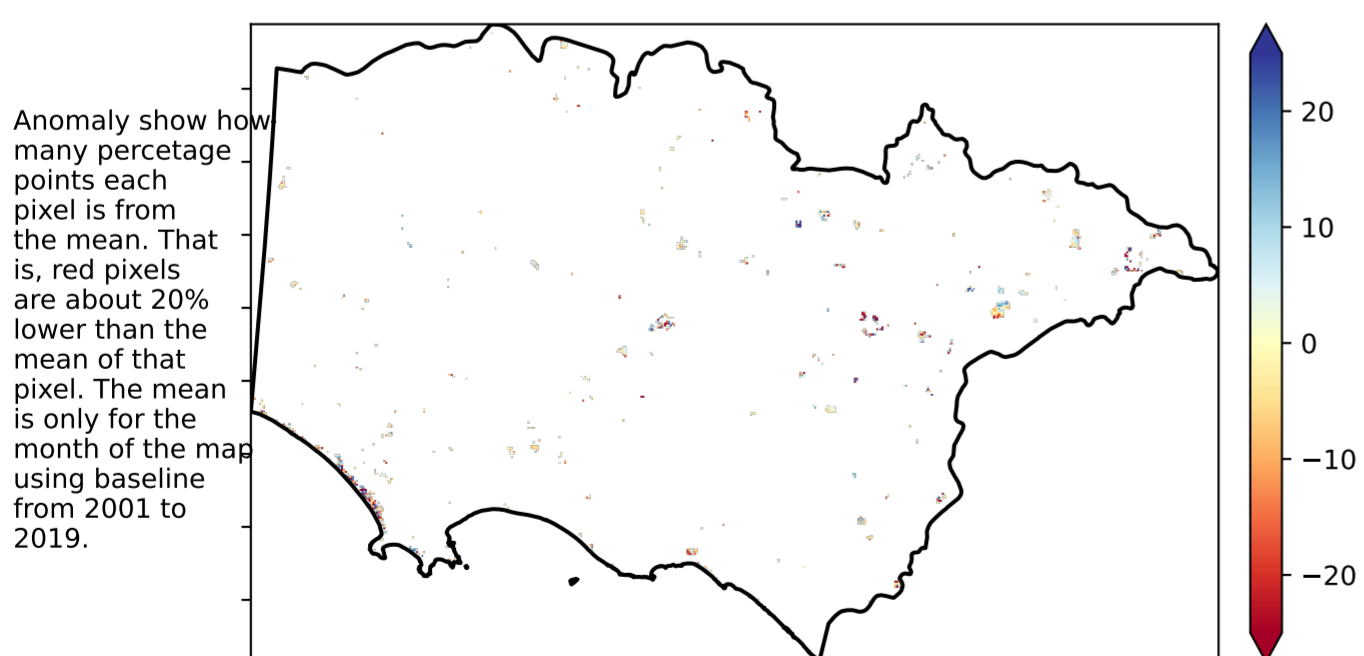 Anomaly show how
many percetage
points each
pixel is from
the mean. That
is, red pixels
are about 20%
lower than the
mean of that
pixel. The mean
is only for the
month of the map
using baseline
from 2001 to
2019.
20
10
0
−10
−20